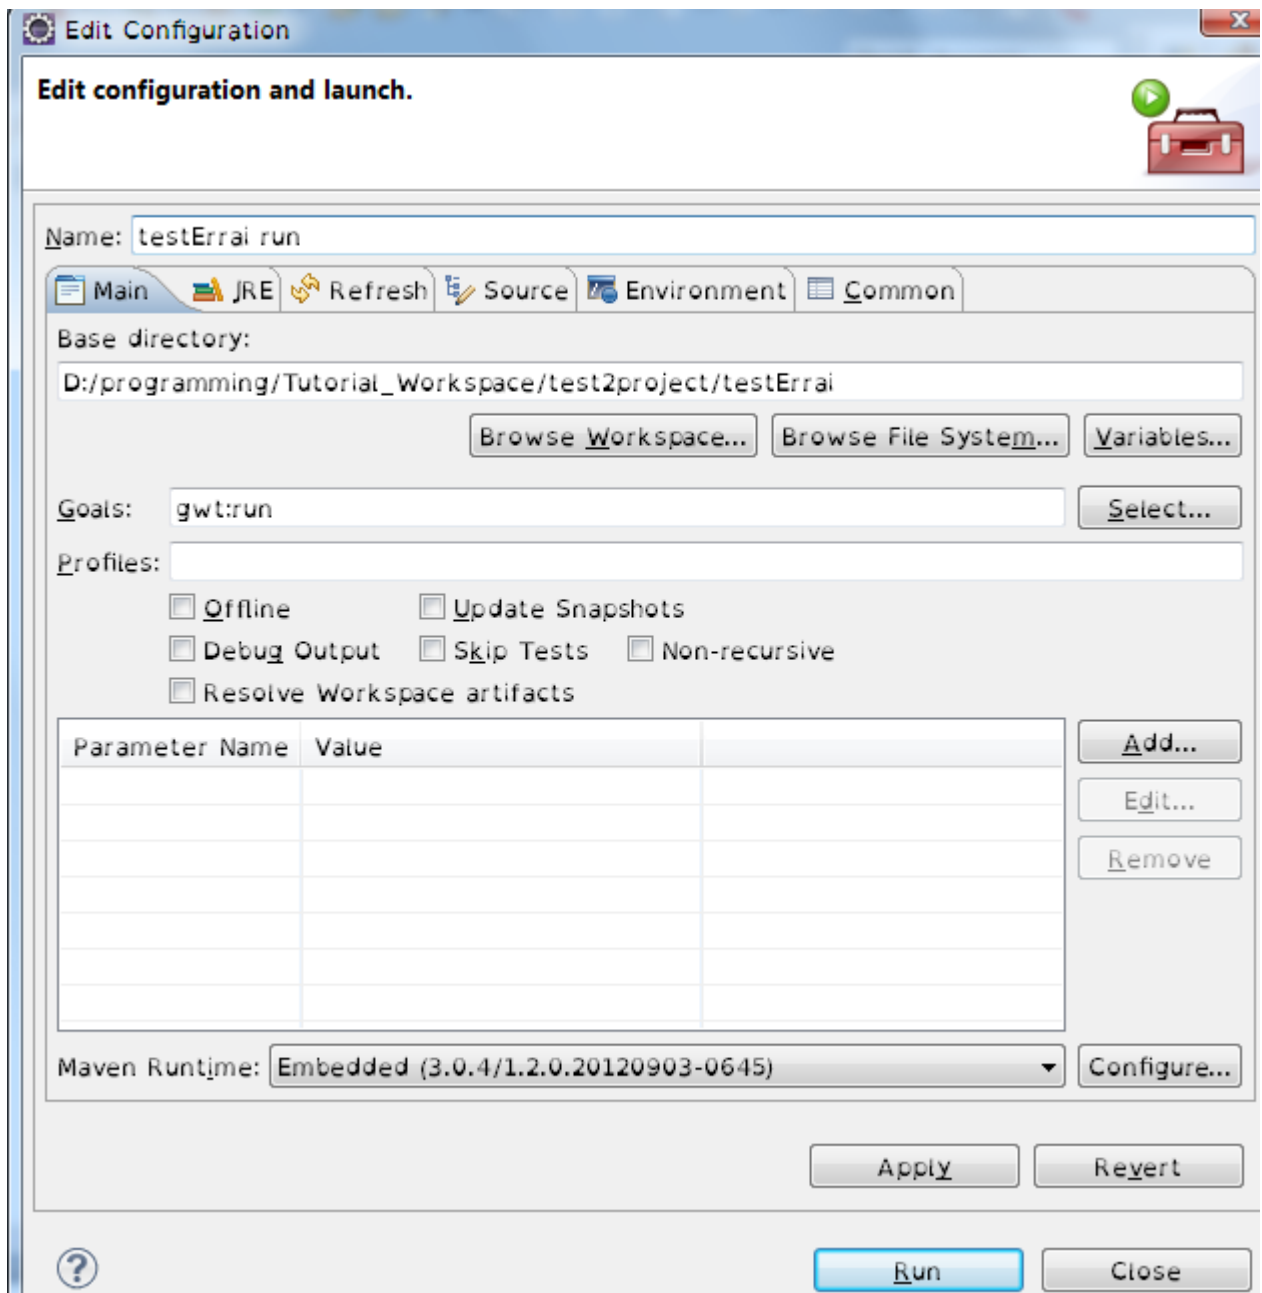 Edit Configuration
Edit configuration and launch.
Name: testErrai run
Main JRE Refresh Source Environment Common
Base directory:
D:/programming/Tutorial_Workspace/test2project/testErrai
Browse Workspace... Browse File System... Variables...
Goals: gwt:run Select...
Profiles:
Offline Update Snapshots
Debug Output Skip Tests Non-recursive
Resolve Workspace artifacts
Parameter Name Value Add...
Edit...
Remove
Maven Runtime: Embedded (3.0.4/1.2.0.20120903-0645) Configure...
Apply Revert
? Run Close